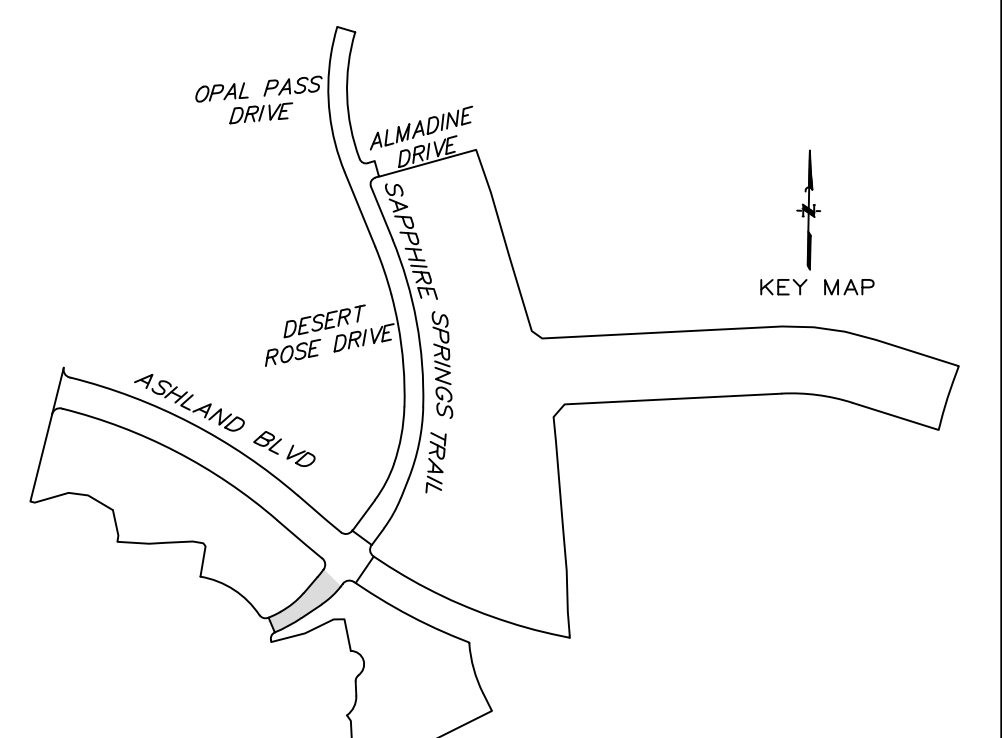 OPAL PASS
DRIVE
ALMADINE
DRIVE
SAPPHIRE SPRINGS TRAIL
N
KEY MAP
DESERT
ROSE DRIVE
ASHLAND BLVD